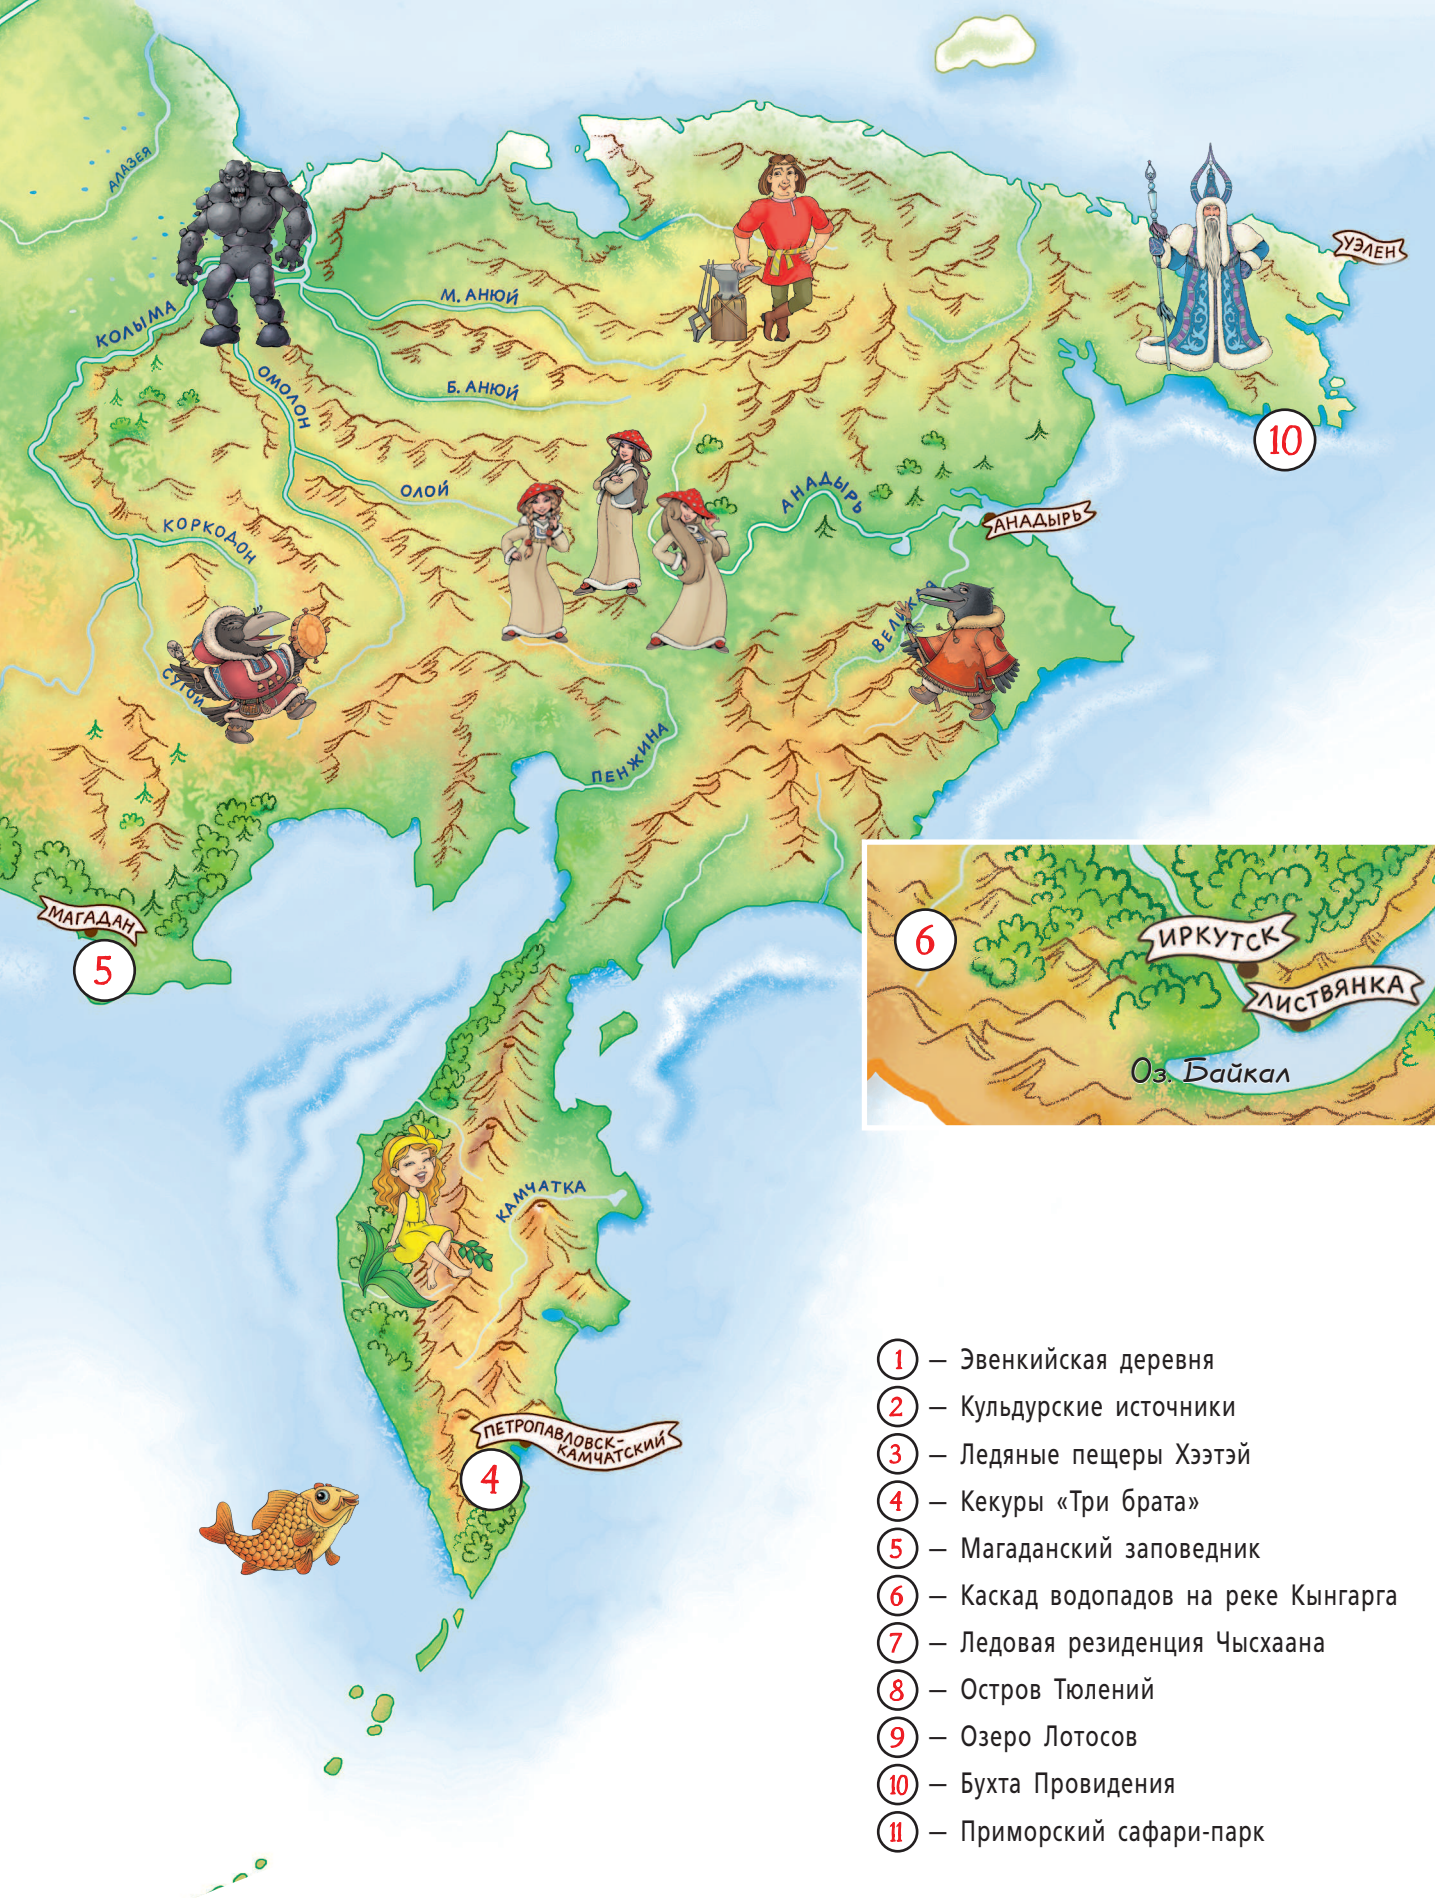 АЛАЗЕЯ
КОЛЫМА
М. АНЮЙ
Б. АНЮЙ
ОМОЛОН
ОЛОЙ
КОРКОДОН
СУГОЙ
УЭЛЕН
10
АНАДЫРЬ
АНАДЫРЬ
ПЕНЖИНА
МАГАДАН
5
6
ИРКУТСК
ЛИСТВЯНКА
Оз. Байкал
КАМЧАТКА
ПЕТРОПАВЛОВСК-
КАМЧАТСКИЙ
4
1 — Эвенкийская деревня
2 — Кульдурские источники
3 — Ледяные пещеры Хээтэй
4 — Кекуры «Три брата»
5 — Магаданский заповедник
6 — Каскад водопадов на реке Кынгарга
7 — Ледовая резиденция Чысхаана
8 — Остров Тюлений
9 — Озеро Лотосов
10 — Бухта Провидения
11 — Приморский сафари-парк